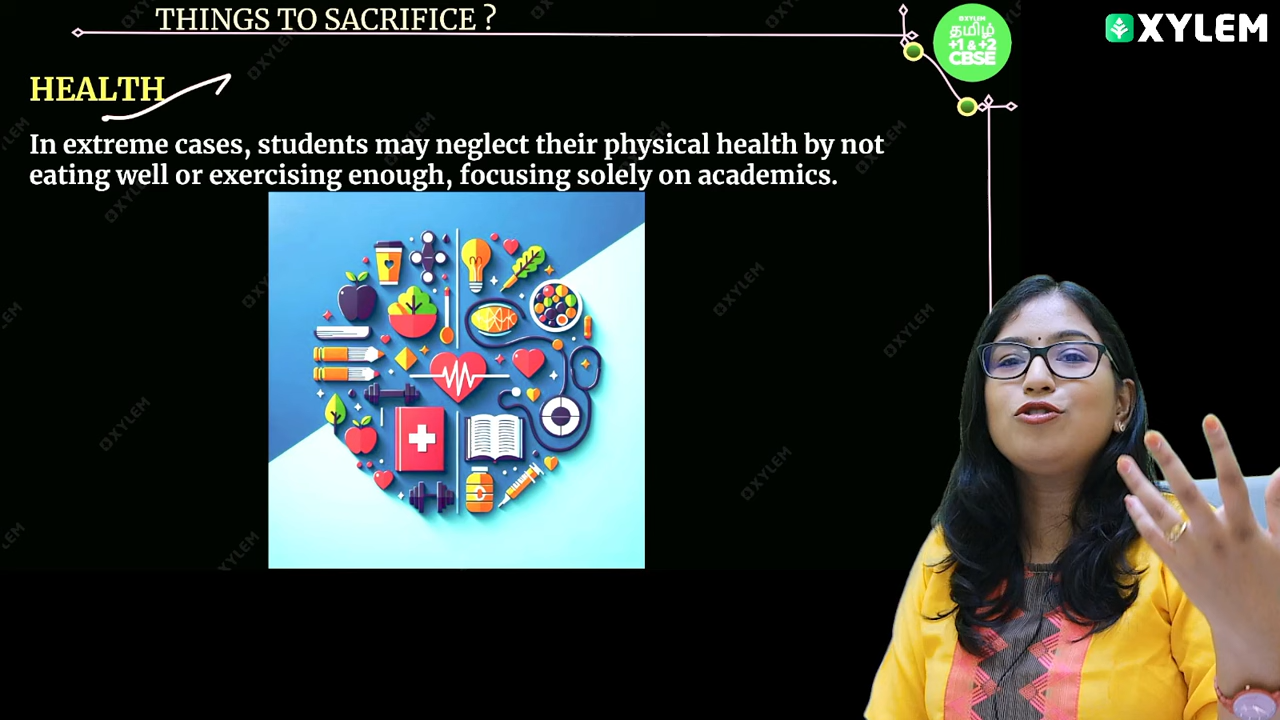 THINGS TO SACRIFICE ?
OXYLEM
தமிழ்
+1 & +2
CBSE
XYLEM
HEALTH
In extreme cases, students may neglect their physical health by not
eating well or exercising enough, focusing solely on academics.